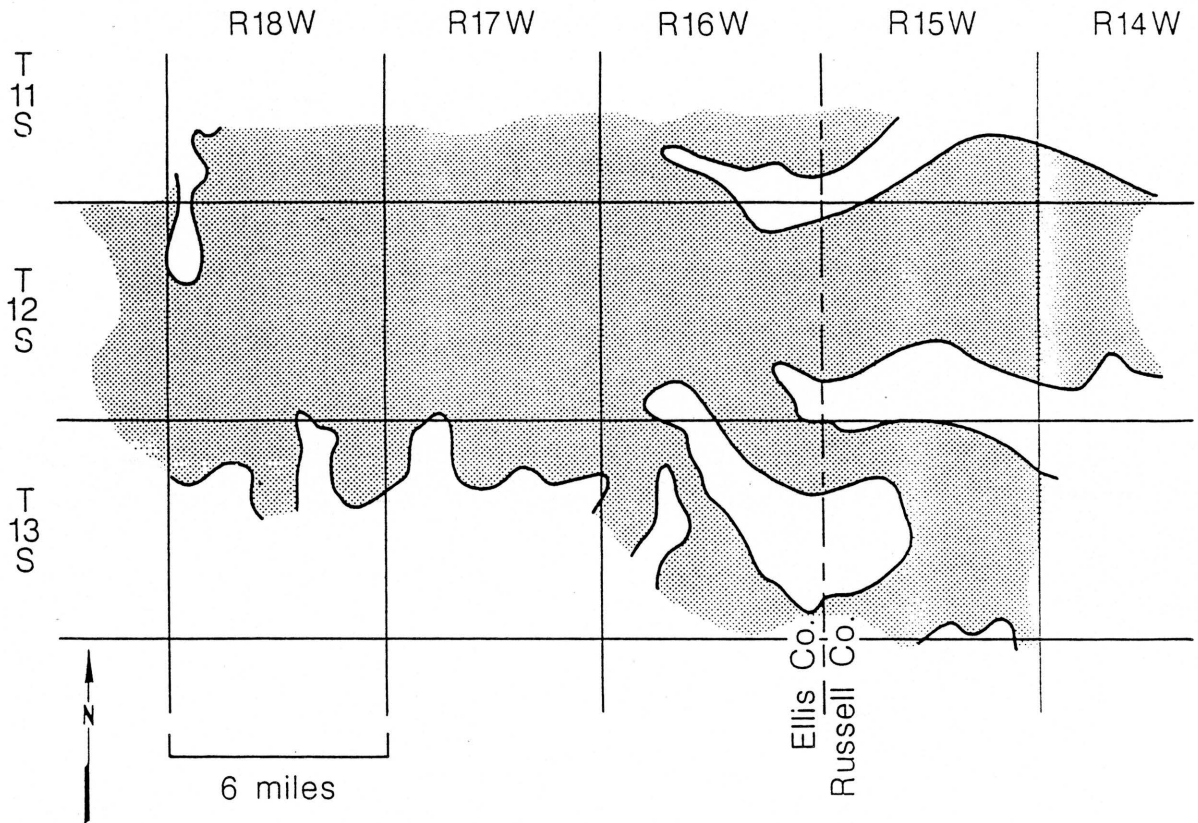 R18W R17W R16W R15W R14W
T
11
S
T
12
S
T
13
S
N
6 miles
Ellis Co.
Russell Co.